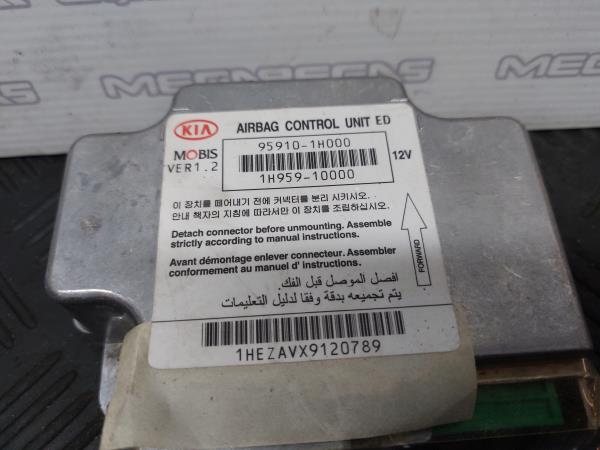 KIA AIRBAG CONTROL UNIT ED
MOBIS
VER1.2
95910-1H000
1H959-10000
12V
이 장치를 떼어내기 전에 커넥터를 분리 시키시오.
안내 책자의 지침에 따라서만 이 장치를 조립하십시오.
Detach connector before unmounting. Assemble
strictly according to manual instructions.
Avant démontage enlever connecteur. Assembler
conformement au manuel d' instructions.
افصل الموصل قبل الفك.
يتم تجميعه بدقة وفقا لدليل التعليمات
FORWARD
1HEZAVX9120789